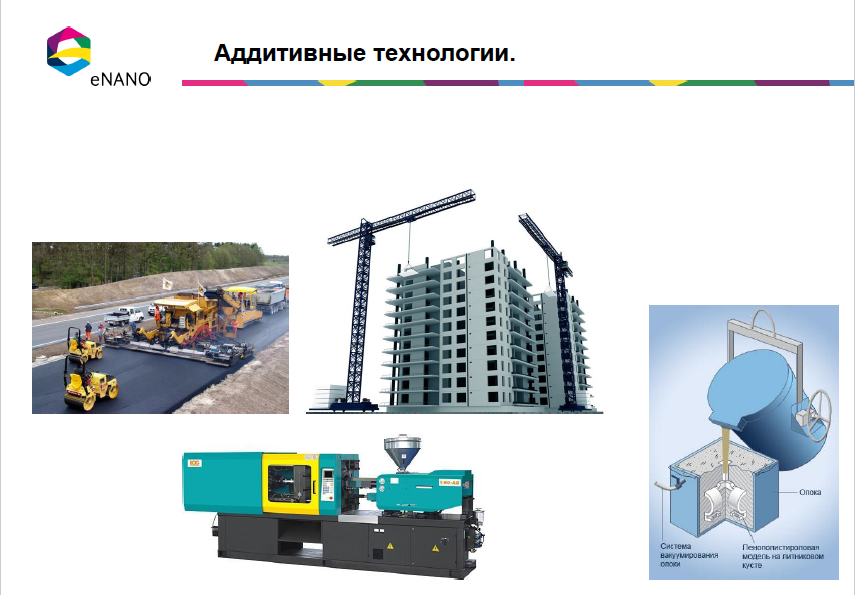 eNANO
Аддитивные технологии.
Опока
Система
вакуумирования
опоки
Пенополистироловая
модель на литниковом
кусте